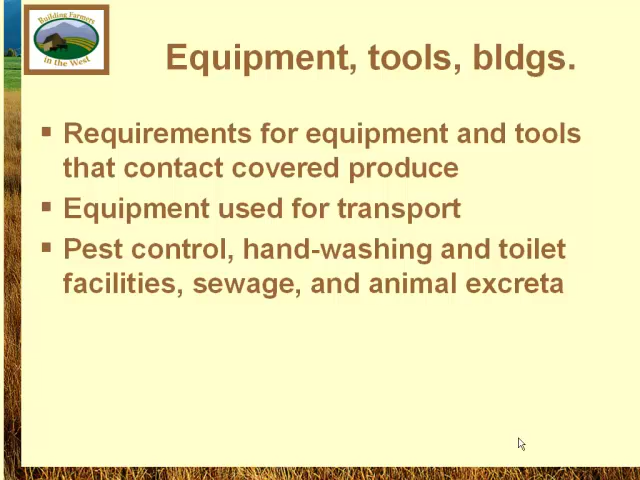 Building Farmers
in the West
Equipment, tools, bldgs.
Requirements for equipment and tools
that contact covered produce
Equipment used for transport
Pest control, hand-washing and toilet
facilities, sewage, and animal excreta